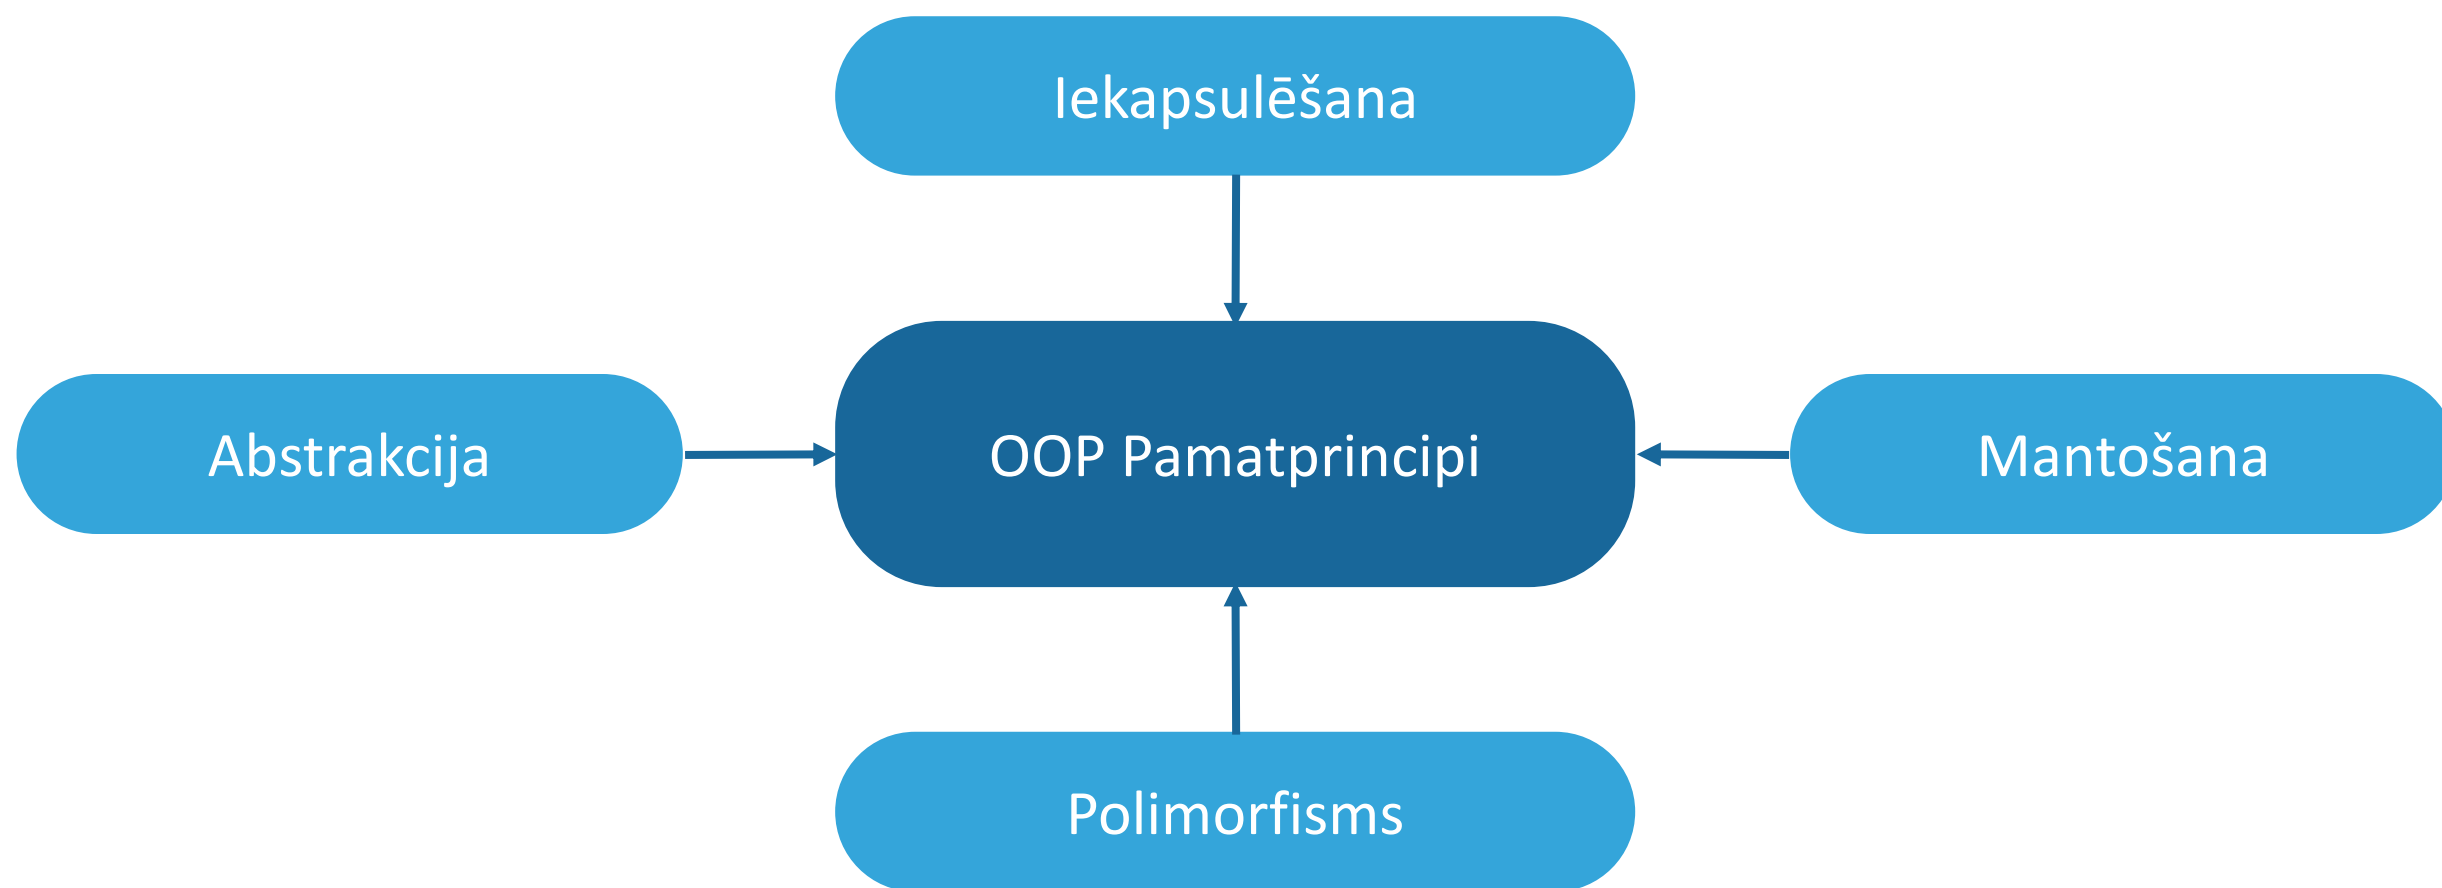 Iekapsulēšana
Abstrakcija
OOP Pamatprincipi
Mantošana
Polimorfisms